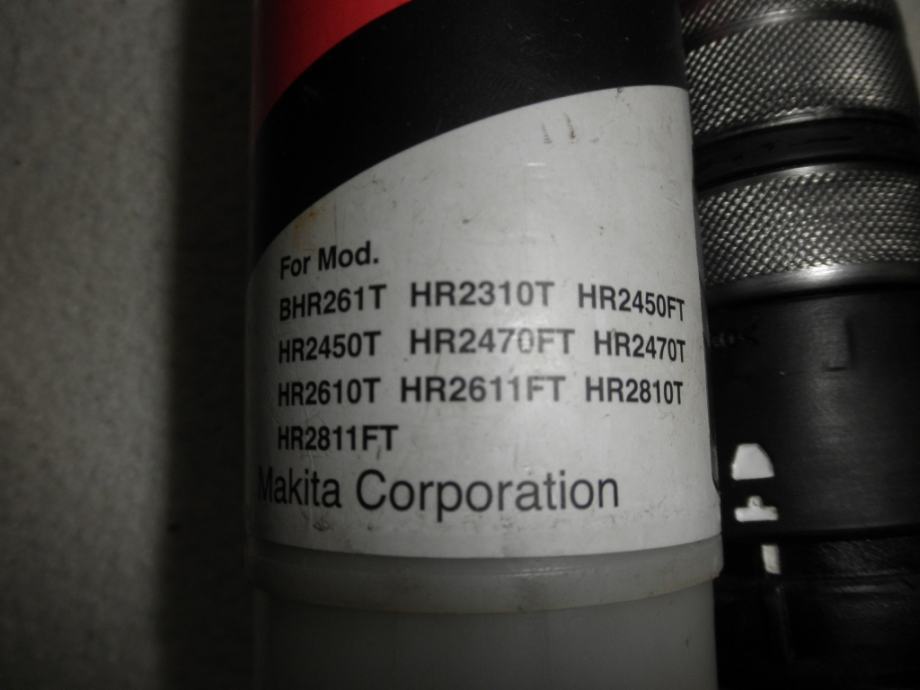 For Mod.
BHR261T HR2310T HR2450FT
HR2450T HR2470FT HR2470T
HR2610T HR2611FT HR2810T
HR2811FT
Makita Corporation